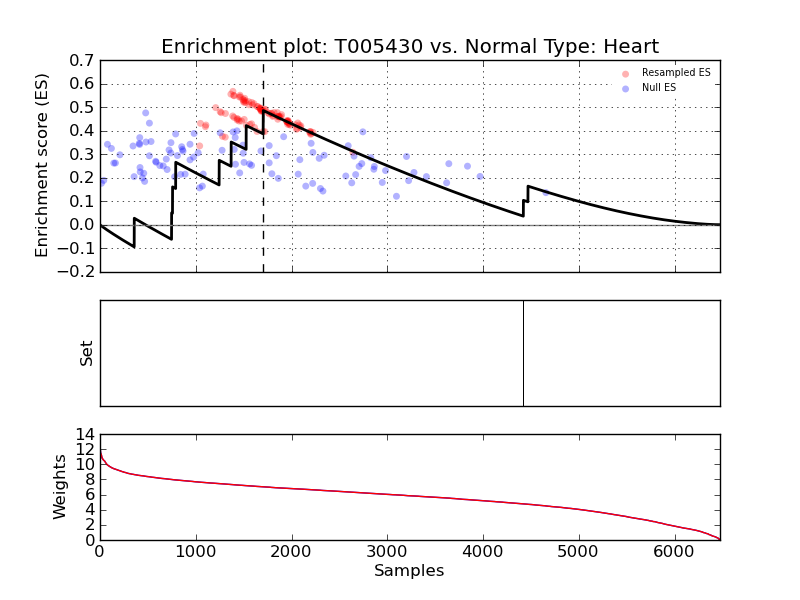 Enrichment plot: T005430 vs. Normal Type: Heart
Enrichment score (ES)
0.7
0.6
0.5
0.4
0.3
0.2
0.1
0.0
−0.1
−0.2
Resampled ES
Null ES
Set
Weights
14
12
10
8
6
4
2
0
0 1000 2000 3000 4000 5000 6000
Samples